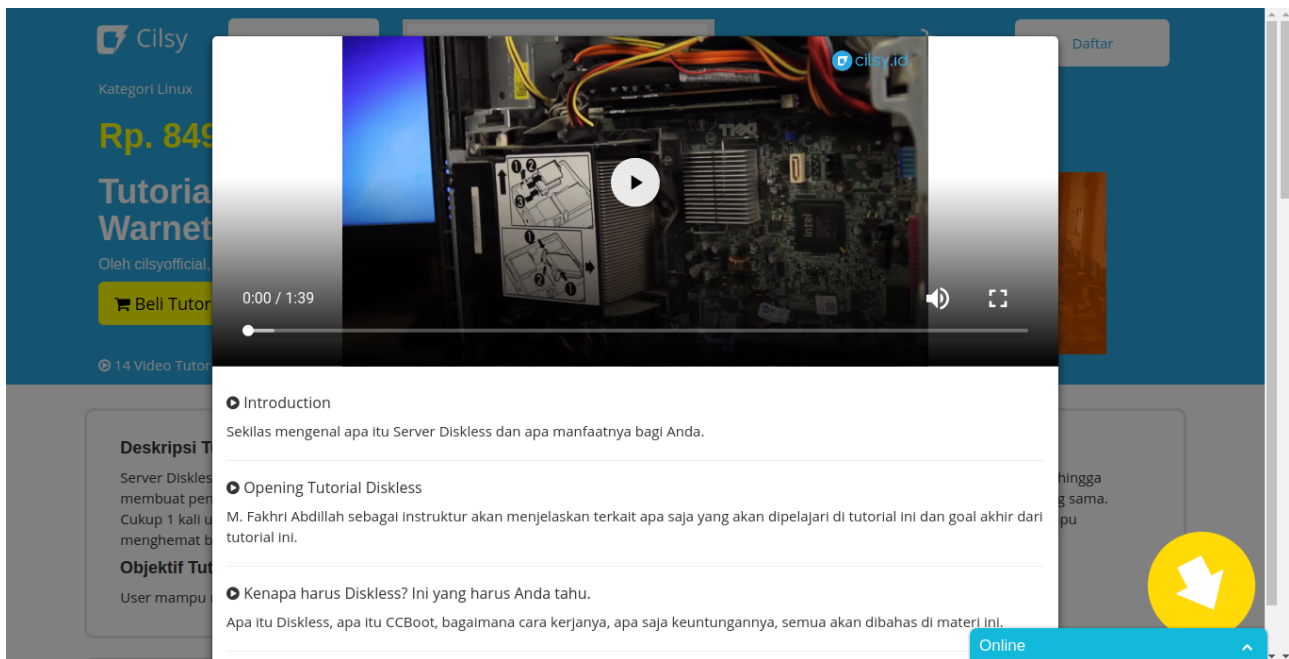 Cilsy
Daftar
Kategori Linux
Rp. 849
Tutoria
Warnet
Oleh cilsyofficial,
Beli Tutor
14 Video Tutor
cilsy.id
DELL
intel
0:00 / 1:39
Introduction
Sekilas mengenal apa itu Server Diskless dan apa manfaatnya bagi Anda.
Opening Tutorial Diskless
M. Fakhri Abdillah sebagai instruktur akan menjelaskan terkait apa saja yang akan dipelajari di tutorial ini dan goal akhir dari
tutorial ini.
Kenapa harus Diskless? Ini yang harus Anda tahu.
Apa itu Diskless, apa itu CCBoot, bagaimana cara kerjanya, apa saja keuntungannya, semua akan dibahas di materi ini.
Deskripsi T
Server Diskles
hingga
membuat pen
g sama.
Cukup 1 kali u
pu
menghemat b
Objektif Tut
User mampu
Online